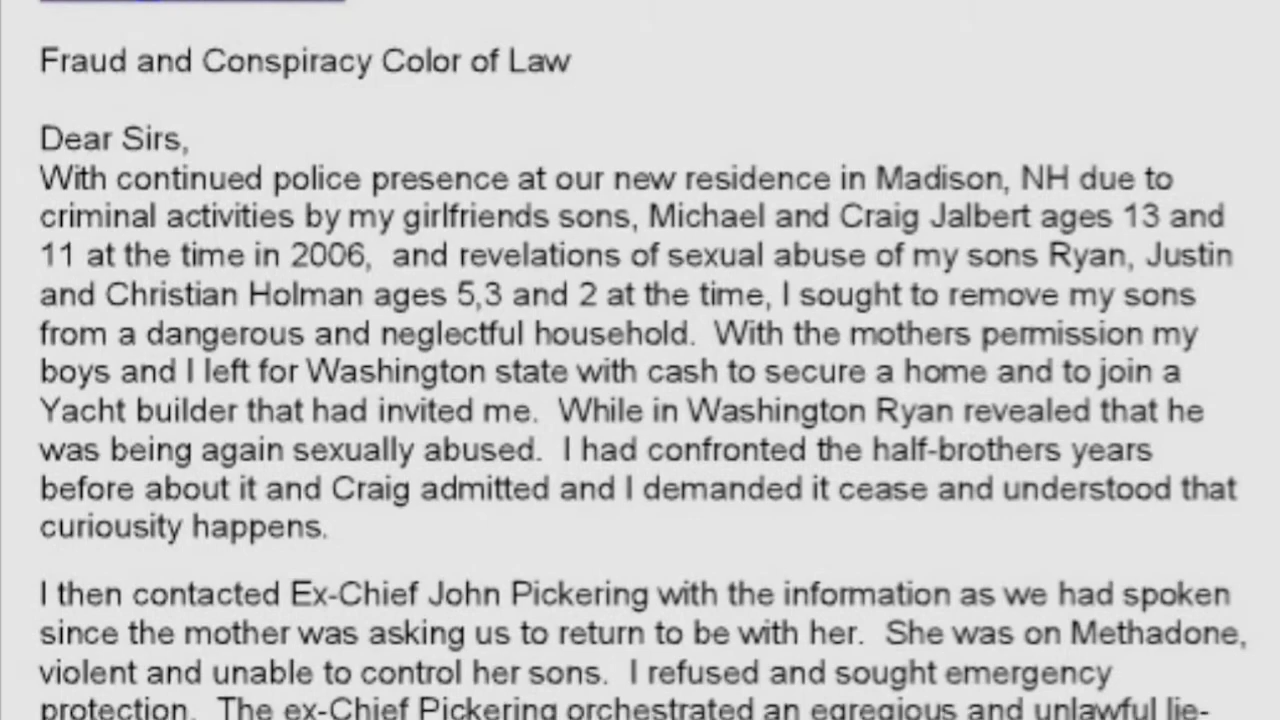 Fraud and Conspiracy Color of Law
Dear Sirs,
With continued police presence at our new residence in Madison, NH due to
criminal activities by my girlfriends sons, Michael and Craig Jalbert ages 13 and
11 at the time in 2006,  and revelations of sexual abuse of my sons Ryan, Justin
and Christian Holman ages 5,3 and 2 at the time, I sought to remove my sons
from a dangerous and neglectful household.  With the mothers permission my
boys and I left for Washington state with cash to secure a home and to join a
Yacht builder that had invited me.  While in Washington Ryan revealed that he
was being again sexually abused.  I had confronted the half-brothers years
before about it and Craig admitted and I demanded it cease and understood that
curiousity happens.
I then contacted Ex-Chief John Pickering with the information as we had spoken
since the mother was asking us to return to be with her.  She was on Methadone,
violent and unable to control her sons.  I refused and sought emergency
protection.  The ex-Chief Pickering orchestrated an egregious and unlawful lie-